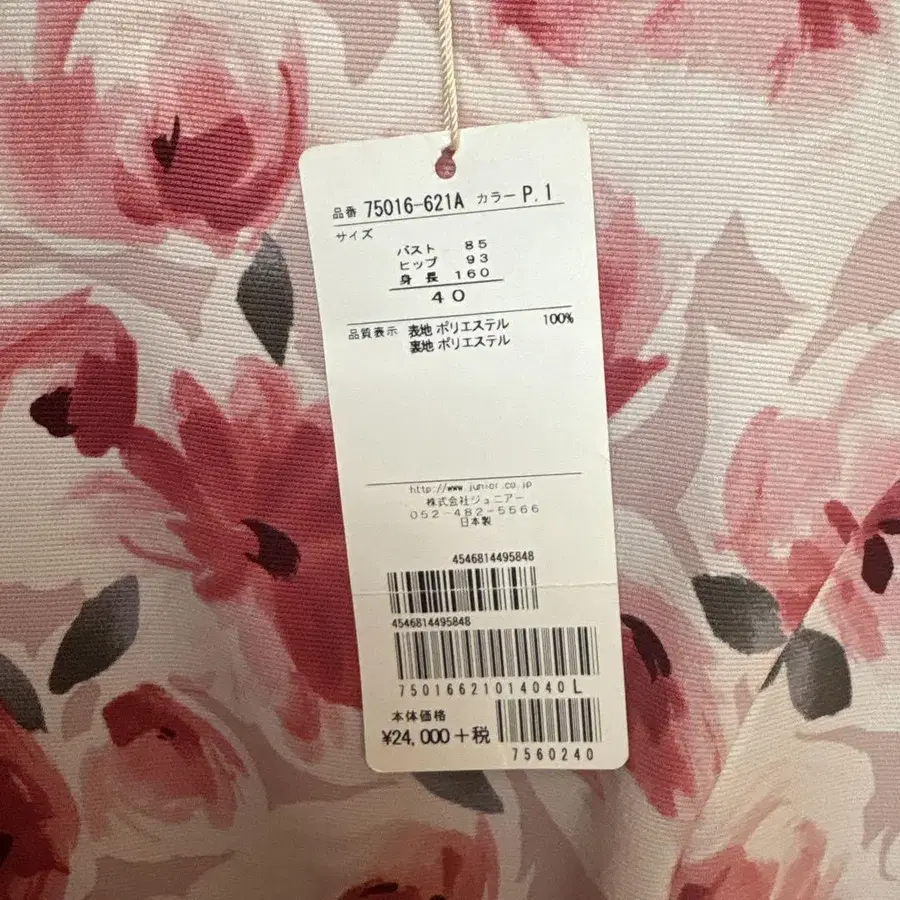 品番 75016-621A カラー P.1
サイズ
バスト 85
ヒップ 93
身長 160
40
品質表示 表地 ポリエステル 100%
裏地 ポリエステル
http://www.junior.co.jp
株式会社ジュニアー
052-482-5566
日本製
4546814495848
4546814495848
75016621014040L
本体価格
¥24,000+税
7560240